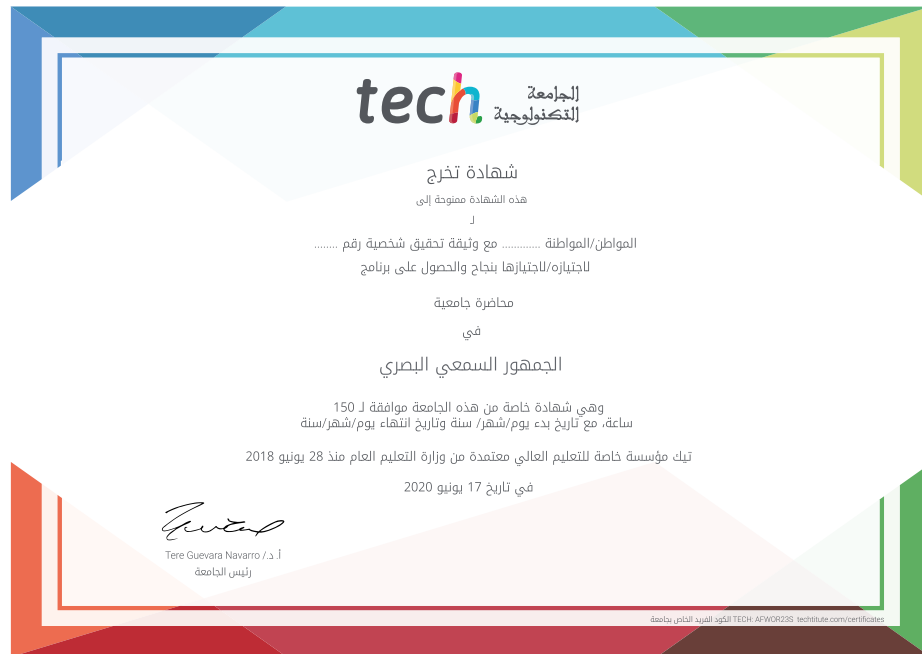 tech الجامعة
التكنولوجية
شهادة تخرج
هذه الشهادة ممنوحة إلى
لـ
المواطن/المواطنة ............. مع وثيقة تحقيق شخصية رقم ........
لاجتيازه/لاجتيازها بنجاح والحصول على برنامج
محاضرة جامعية
في
الجمهور السمعي البصري
وهي شهادة خاصة من هذه الجامعة موافقة لـ 150
ساعة، مع تاريخ بدء يوم/شهر/ سنة وتاريخ انتهاء يوم/شهر/سنة
تيك مؤسسة خاصة للتعليم العالي معتمدة من وزارة التعليم العام منذ 28 يونيو 2018
في تاريخ 17 يونيو 2020
أ. د./ Tere Guevara Navarro
رئيس الجامعة
الكود الفريد الخاص بجامعة TECH: AFWOR23S techtitute.com/certificates